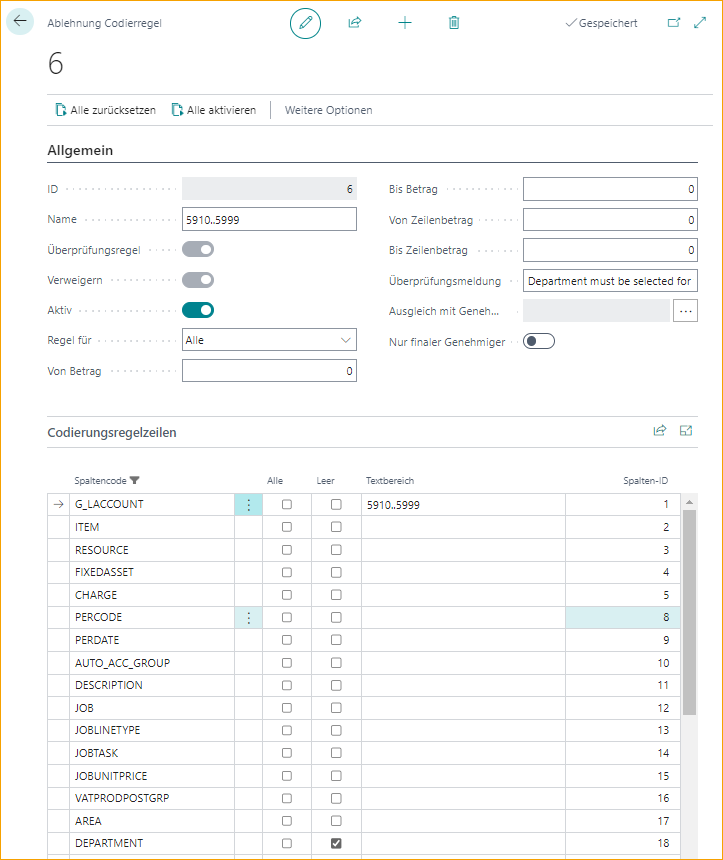 Ablehnung Codierregel
Gespeichert
6
Alle zurücksetzen Alle aktivieren Weitere Optionen
Allgemein
ID 6
Name 5910..5999
Überprüfungsregel
Verweigern
Aktiv
Regel für Alle
Von Betrag 0
Bis Betrag 0
Von Zeilenbetrag 0
Bis Zeilenbetrag 0
Überprüfungsmeldung Department must be selected for
Ausgleich mit Geneh...
Nur finaler Genehmiger
Codierungsregelzeilen
Spaltencode Alle Leer Textbereich Spalten-ID
G_LACCOUNT 5910..5999 1
ITEM 2
RESOURCE 3
FIXEDASSET 4
CHARGE 5
PERCODE 8
PERDATE 9
AUTO_ACC_GROUP 10
DESCRIPTION 11
JOB 12
JOBLINETYPE 13
JOBTASK 14
JOBUNITPRICE 15
VATPRODPOSTGRP 16
AREA 17
DEPARTMENT 18